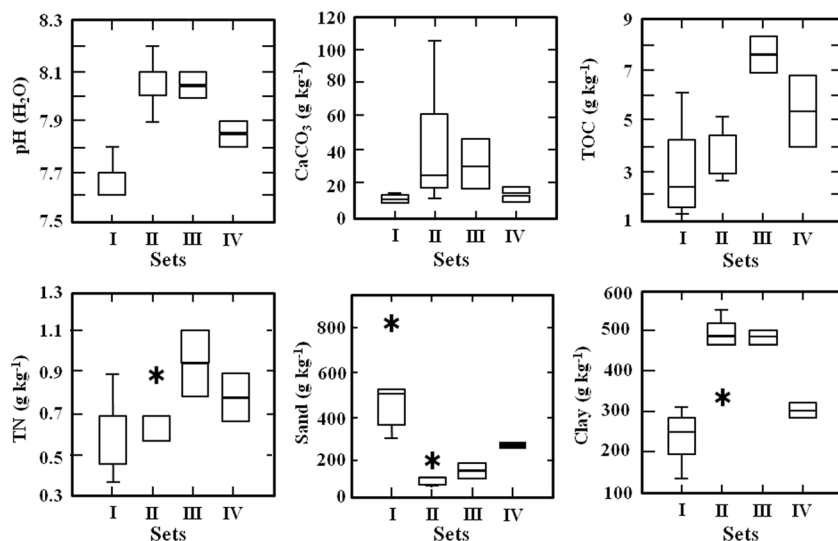 8.3
8.1
7.9
7.7
7.5
pH (H₂O)
I II III IV
Sets
120
100
80
60
40
20
0
CaCO₃ (g kg⁻¹)
I II III IV
Sets
9
7
5
3
1
TOC (g kg⁻¹)
I II III IV
Sets
1.3
1.1
0.9
0.7
0.5
0.3
TN (g kg⁻¹)
*
I II III IV
Sets
800
600
400
200
0
Sand (g kg⁻¹)
*
*
I II III IV
Sets
600
500
400
300
200
100
Clay (g kg⁻¹)
*
I II III IV
Sets